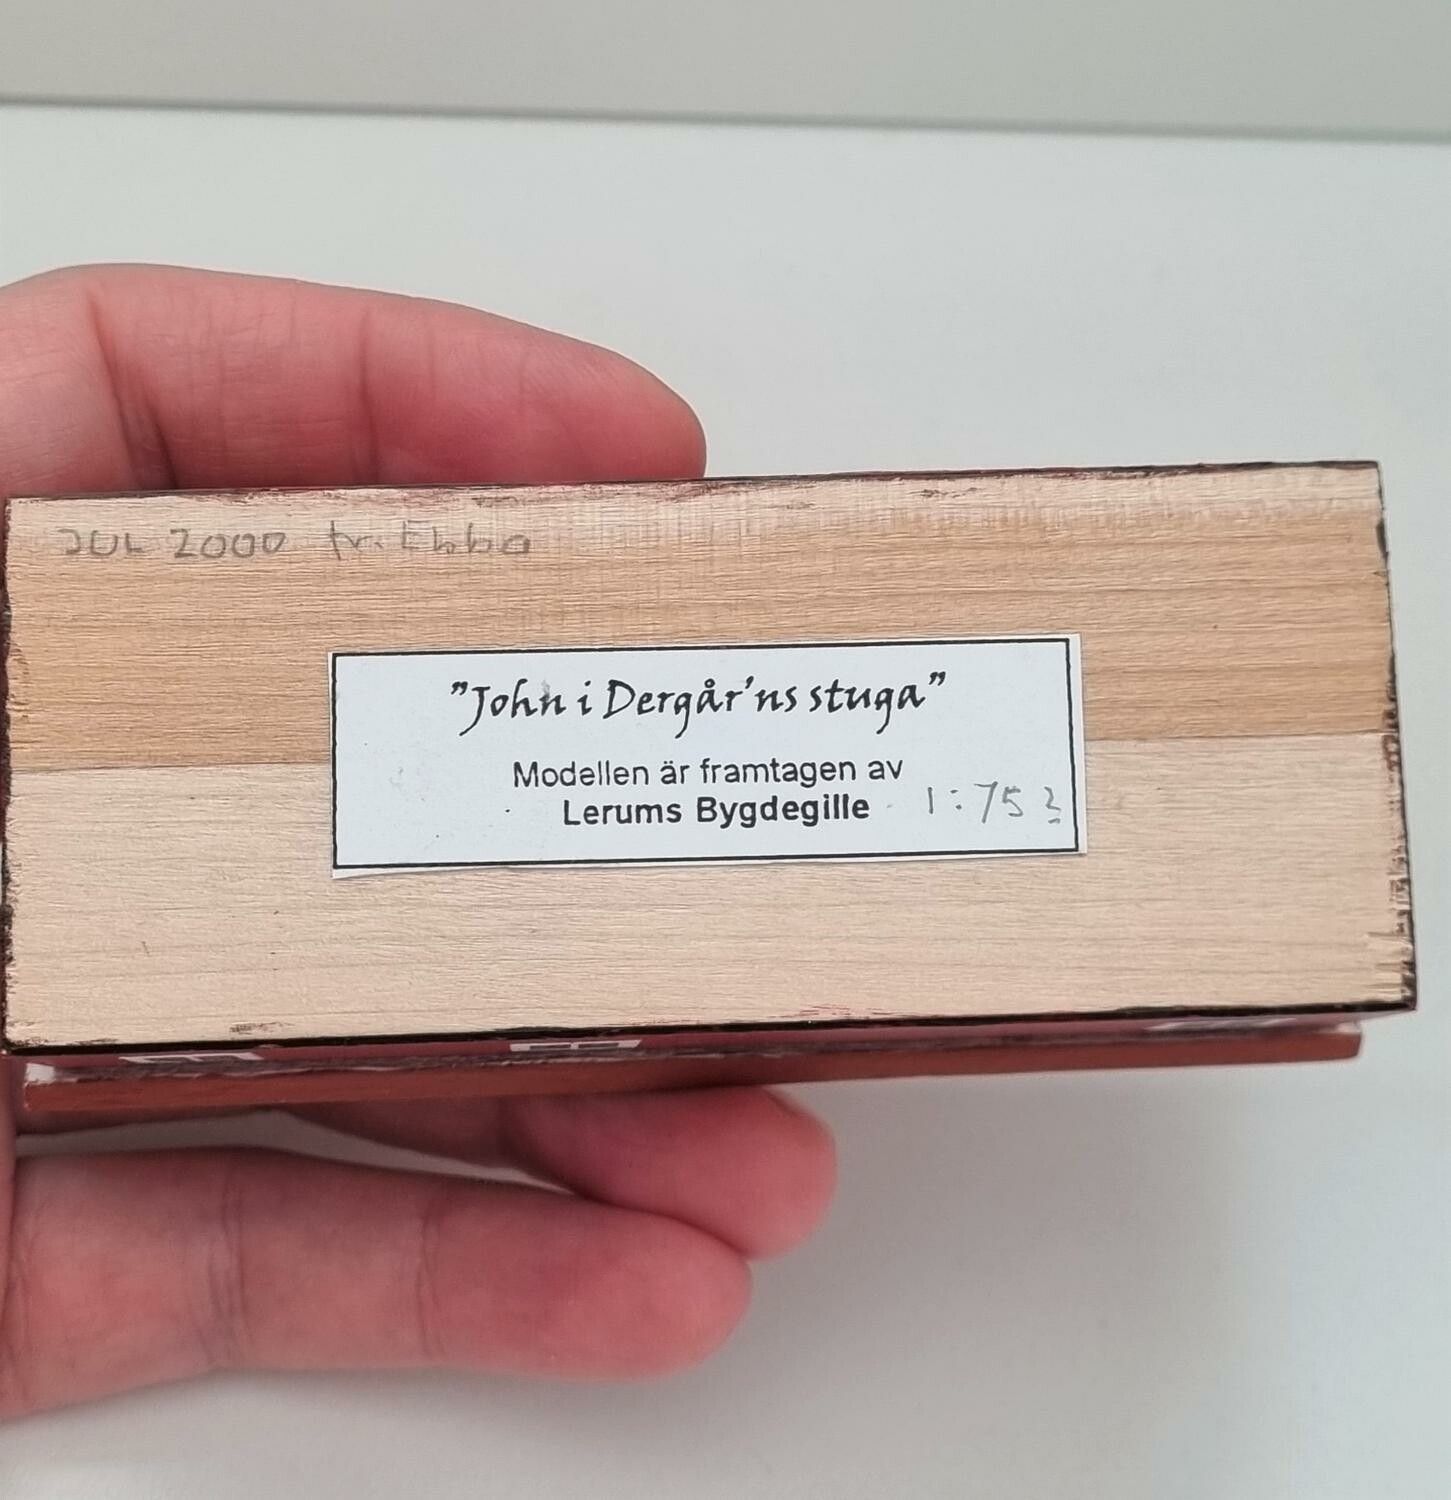 JUL 2000 fr. Ebba
"John i Dergår'ns stuga"
Modellen är framtagen av
Lerums Bygdegille 1:75 ?